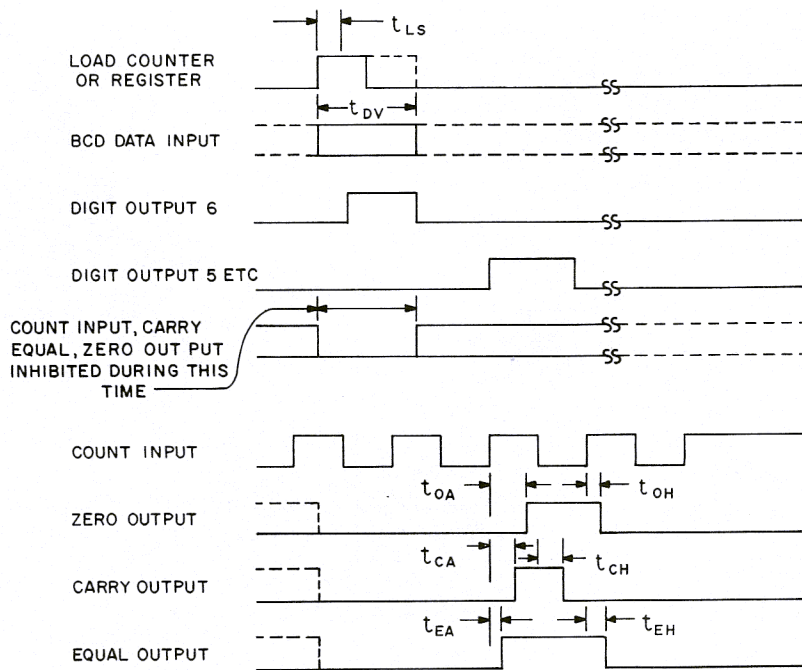 t LS
LOAD COUNTER
OR REGISTER
t DV
BCD DATA INPUT
DIGIT OUTPUT 6
DIGIT OUTPUT 5 ETC
COUNT INPUT, CARRY
EQUAL, ZERO OUT PUT
INHIBITED DURING THIS
TIME
COUNT INPUT
t OA
t OH
ZERO OUTPUT
t CA
t CH
CARRY OUTPUT
t EA
t EH
EQUAL OUTPUT